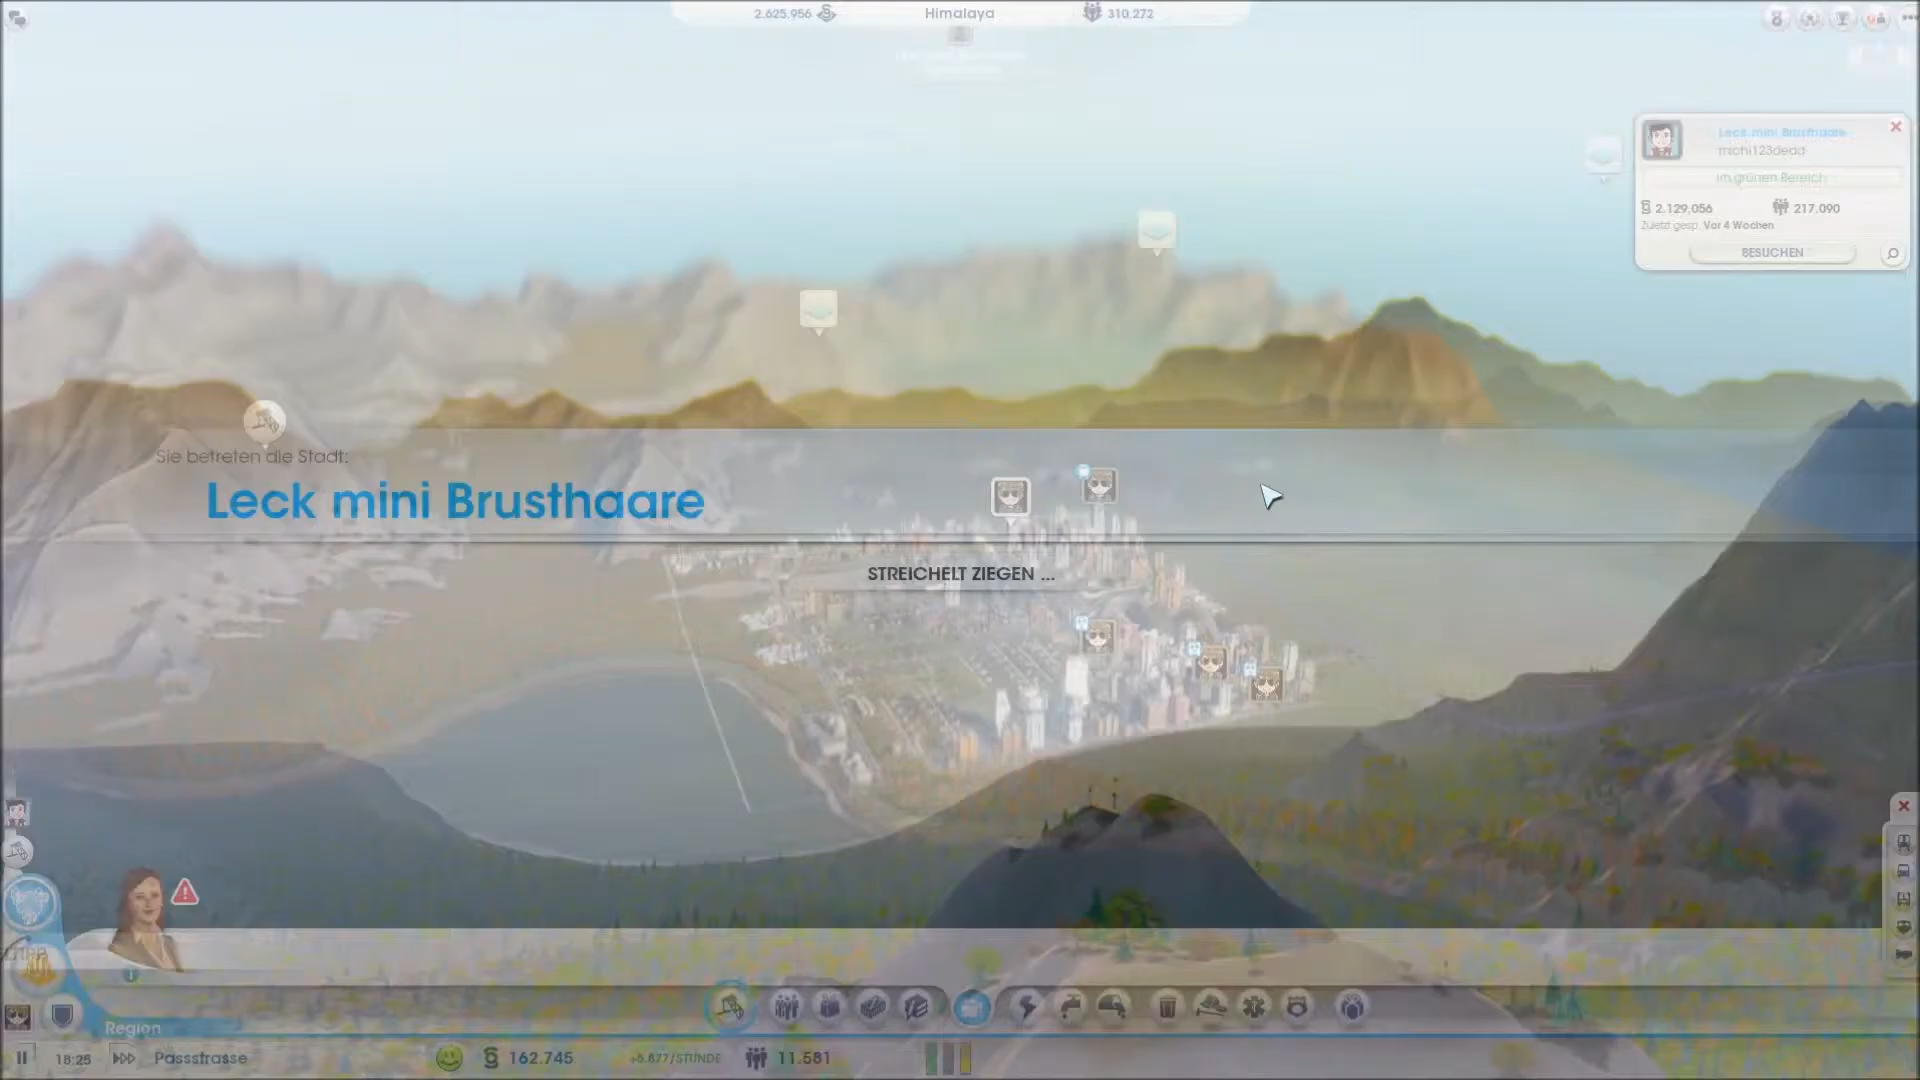 2.625.956
Himalaya
310.272
Leck mini Brusthaare
michi123dead
im grünen Bereich
2.129.056
217.090
Zuletzt gesp. Vor 4 Wochen
BESUCHEN
Sie betreten die Stadt:
Leck mini Brusthaare
STREICHELT ZIEGEN ...
Region
18:25
Passstrasse
162.745
+6.877/STUNDE
11.581